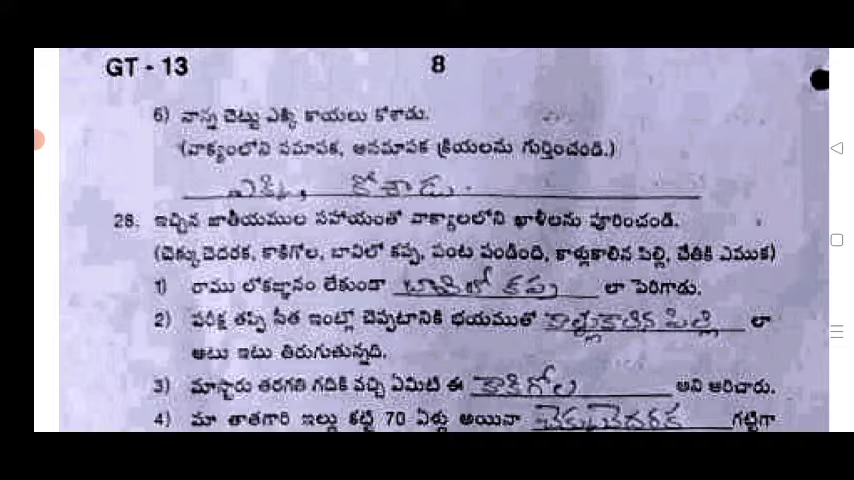 GT - 13 8
6) నాన్న చెట్టు ఎక్కి కాయలు కోశాడు.
(వాక్యంలోని సమాపక, అసమాపక క్రియలను గుర్తించండి.)
ఎక్కి, కోశాడు.
28. ఇచ్చిన జాతీయముల సహాయంతో వాక్యాలలోని ఖాళీలను పూరించండి.
(చెక్కుచెదరక, కాకిగోల, బావిలో కప్ప, పంట పండింది, కాళ్లుకాలిన పిల్లి, చేతికి ఎముక)
1) రాము లోకజ్ఞానం లేకుండా బావిలో కప్ప లా పెరిగాడు.
2) పరీక్ష తప్పి సీత ఇంట్లో చెప్పటానికి భయముతో కాళ్లుకాలిన పిల్లి లా
అటు ఇటు తిరుగుతున్నది.
3) మాస్టారు తరగతి గదికి వచ్చి ఏమిటి ఈ కాకిగోల అని అరిచారు.
4) మా తాతగారి ఇల్లు కట్టి 70 ఏళ్లు అయినా చెక్కుచెదరక గట్టిగా